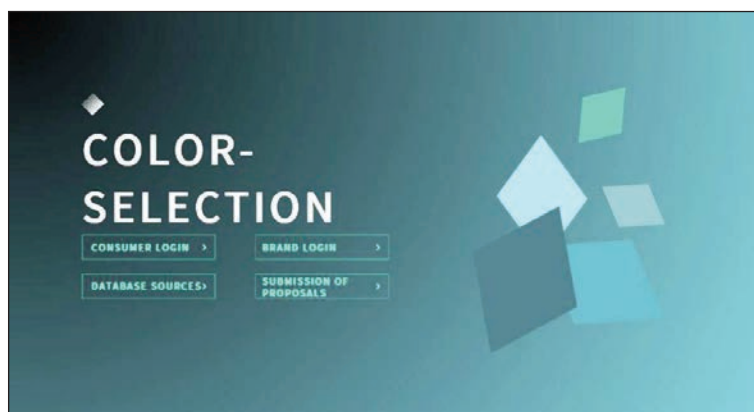 COLOR-
SELECTION
CONSUMER LOGIN ›
BRAND LOGIN ›
DATABASE SOURCES›
SUBMISSION OF ›
PROPOSALS